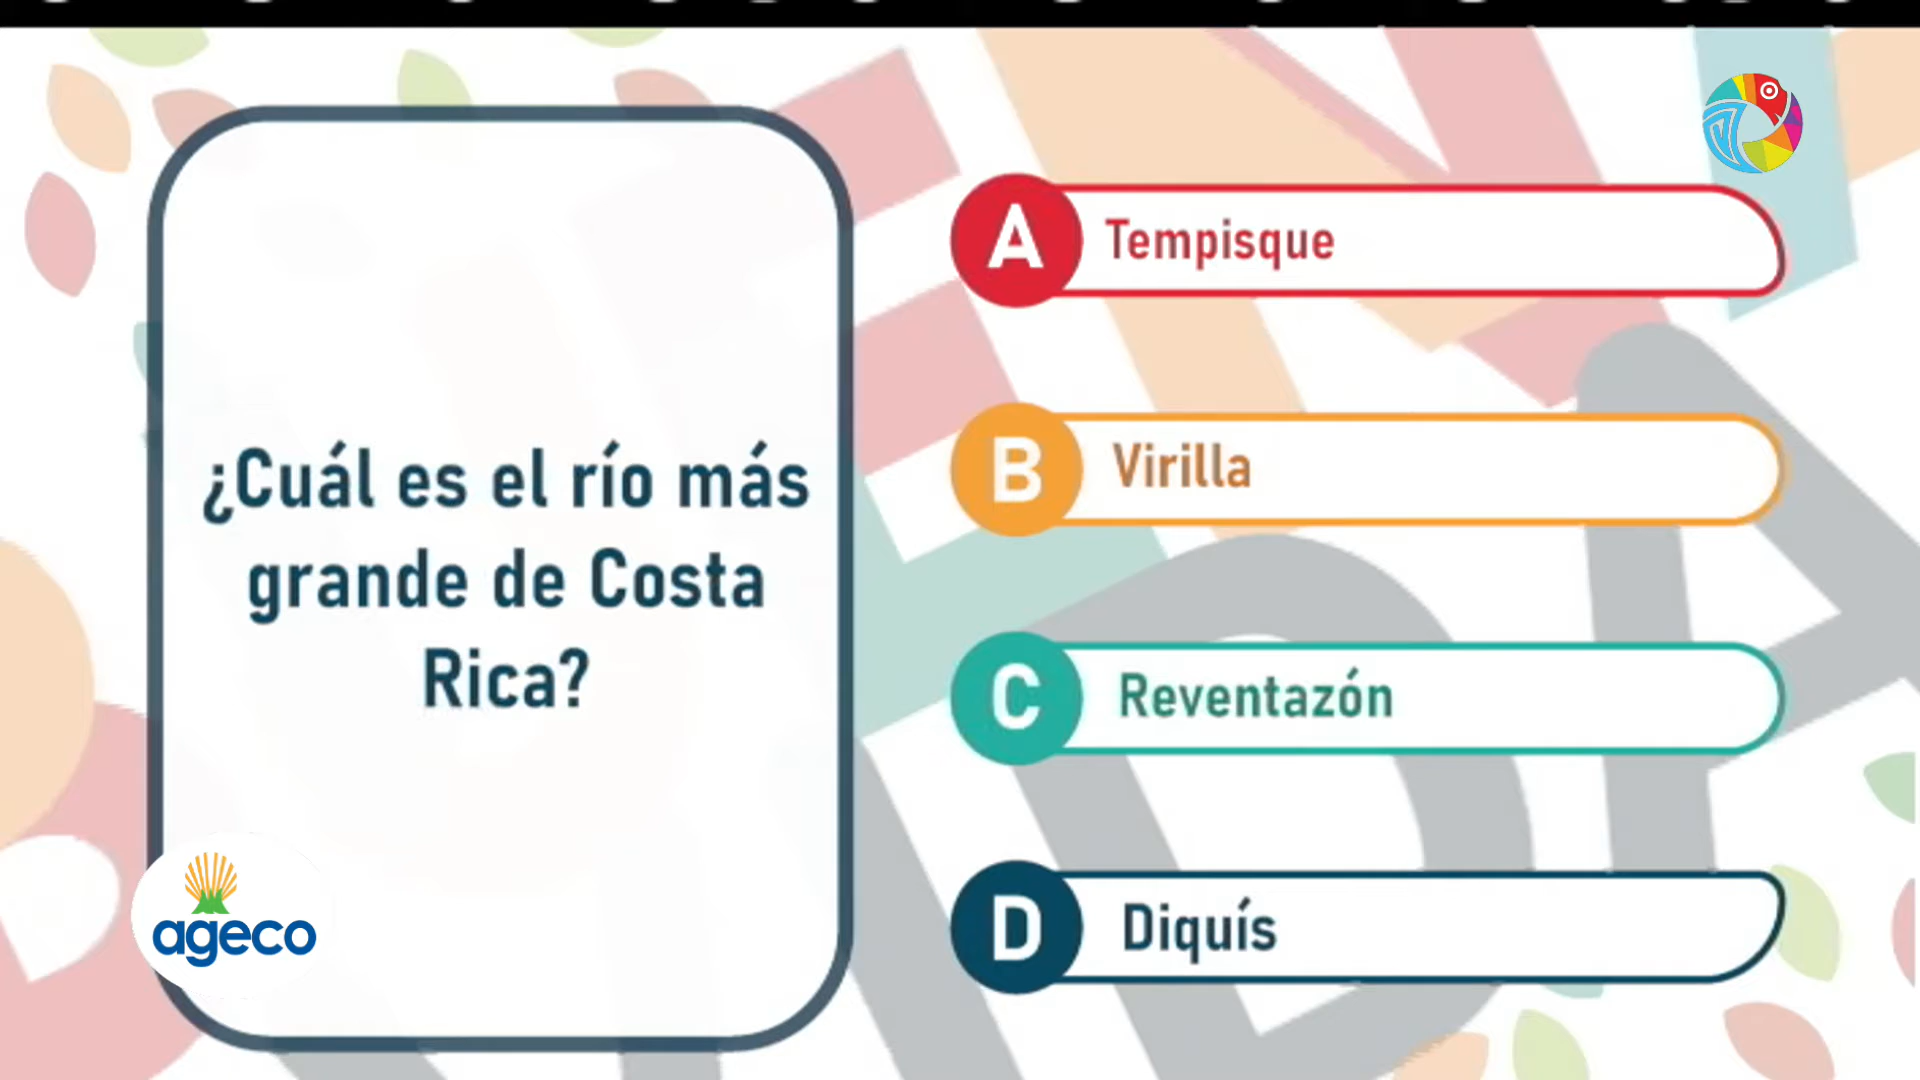 ¿Cuál es el río más
grande de Costa
Rica?
A Tempisque
B Virilla
C Reventazón
D Diquís
ageco